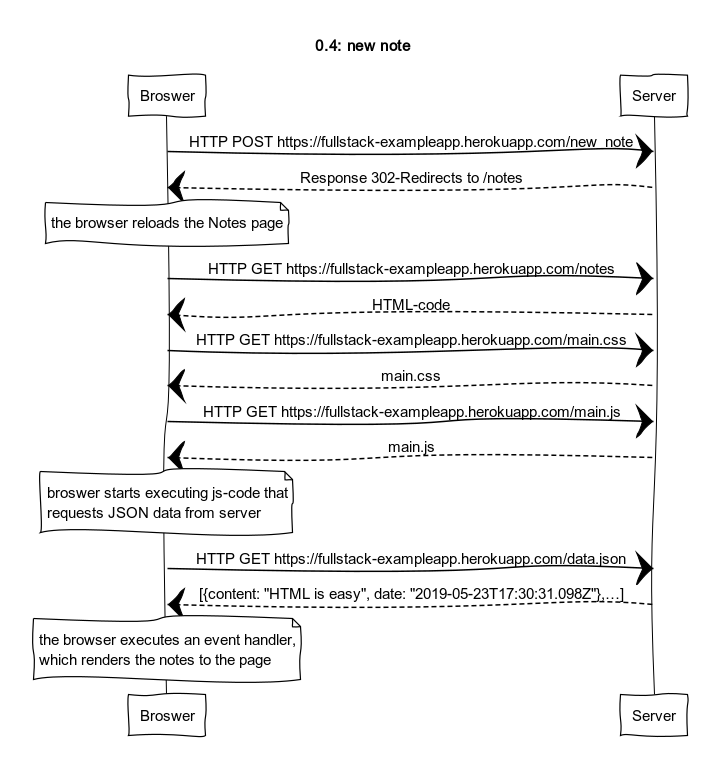 0.4: new note
Broswer
Server
HTTP POST https://fullstack-exampleapp.herokuapp.com/new_note
Response 302-Redirects to /notes
the browser reloads the Notes page
HTTP GET https://fullstack-exampleapp.herokuapp.com/notes
HTML-code
HTTP GET https://fullstack-exampleapp.herokuapp.com/main.css
main.css
HTTP GET https://fullstack-exampleapp.herokuapp.com/main.js
main.js
broswer starts executing js-code that
requests JSON data from server
HTTP GET https://fullstack-exampleapp.herokuapp.com/data.json
[{content: "HTML is easy", date: "2019-05-23T17:30:31.098Z"},...]
the browser executes an event handler,
which renders the notes to the page
Broswer
Server